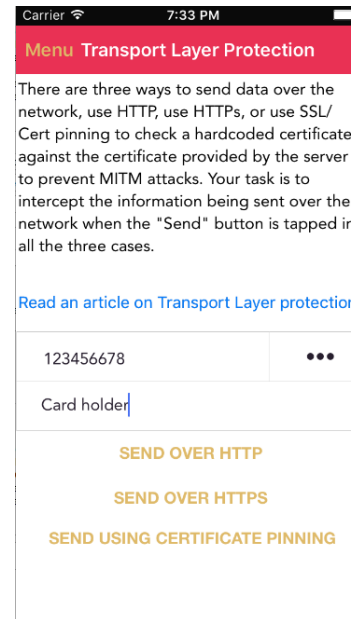 Carrier 7:33 PM
Menu Transport Layer Protection
There are three ways to send data over the
network, use HTTP, use HTTPs, or use SSL/
Cert pinning to check a hardcoded certificate
against the certificate provided by the server
to prevent MITM attacks. Your task is to
intercept the information being sent over the
network when the "Send" button is tapped in
all the three cases.
Read an article on Transport Layer protection
123456678 •••
Card holder
SEND OVER HTTP
SEND OVER HTTPS
SEND USING CERTIFICATE PINNING